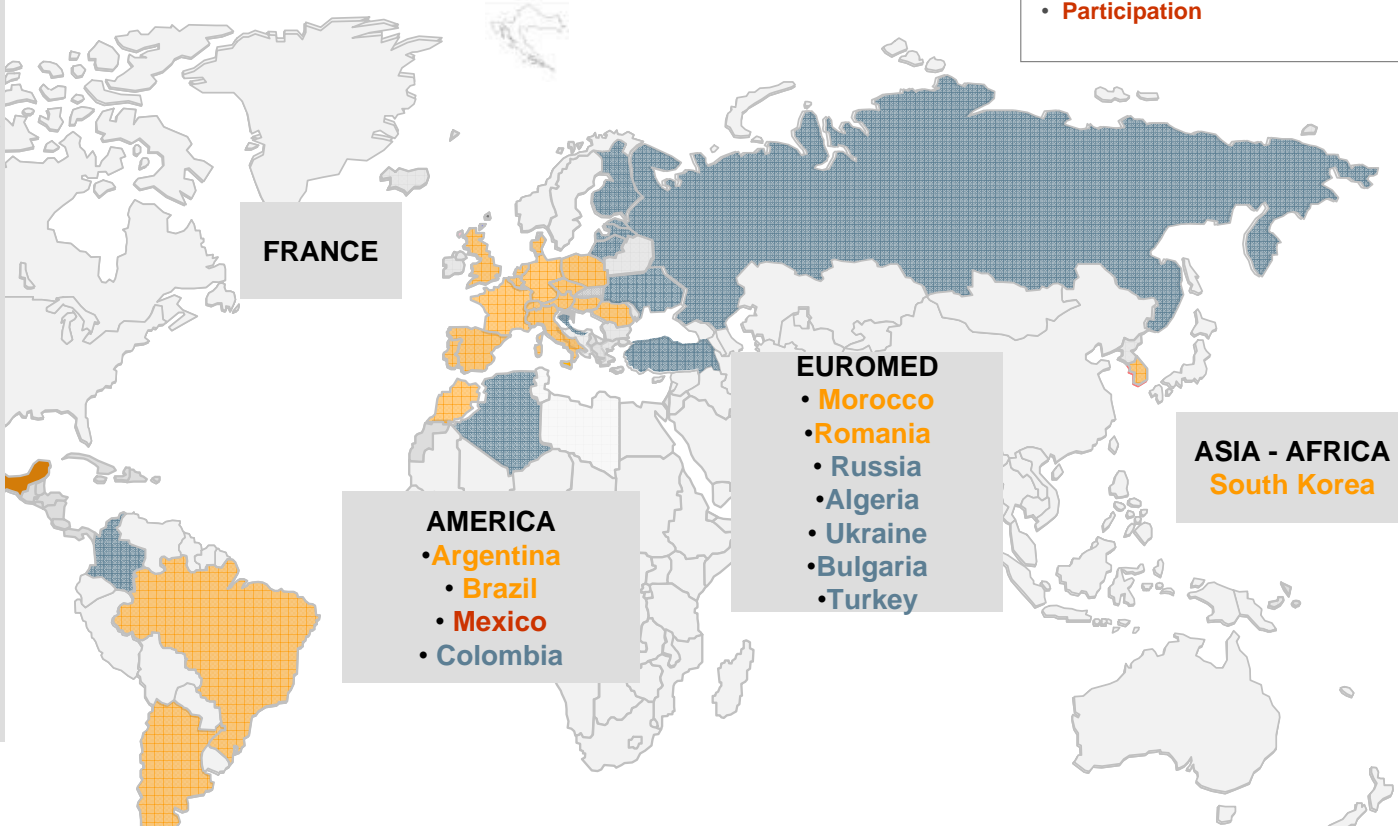 • Participation
FRANCE
EUROMED
• Morocco
•Romania
• Russia
•Algeria
• Ukraine
•Bulgaria
•Turkey
ASIA - AFRICA
South Korea
AMERICA
•Argentina
• Brazil
• Mexico
• Colombia